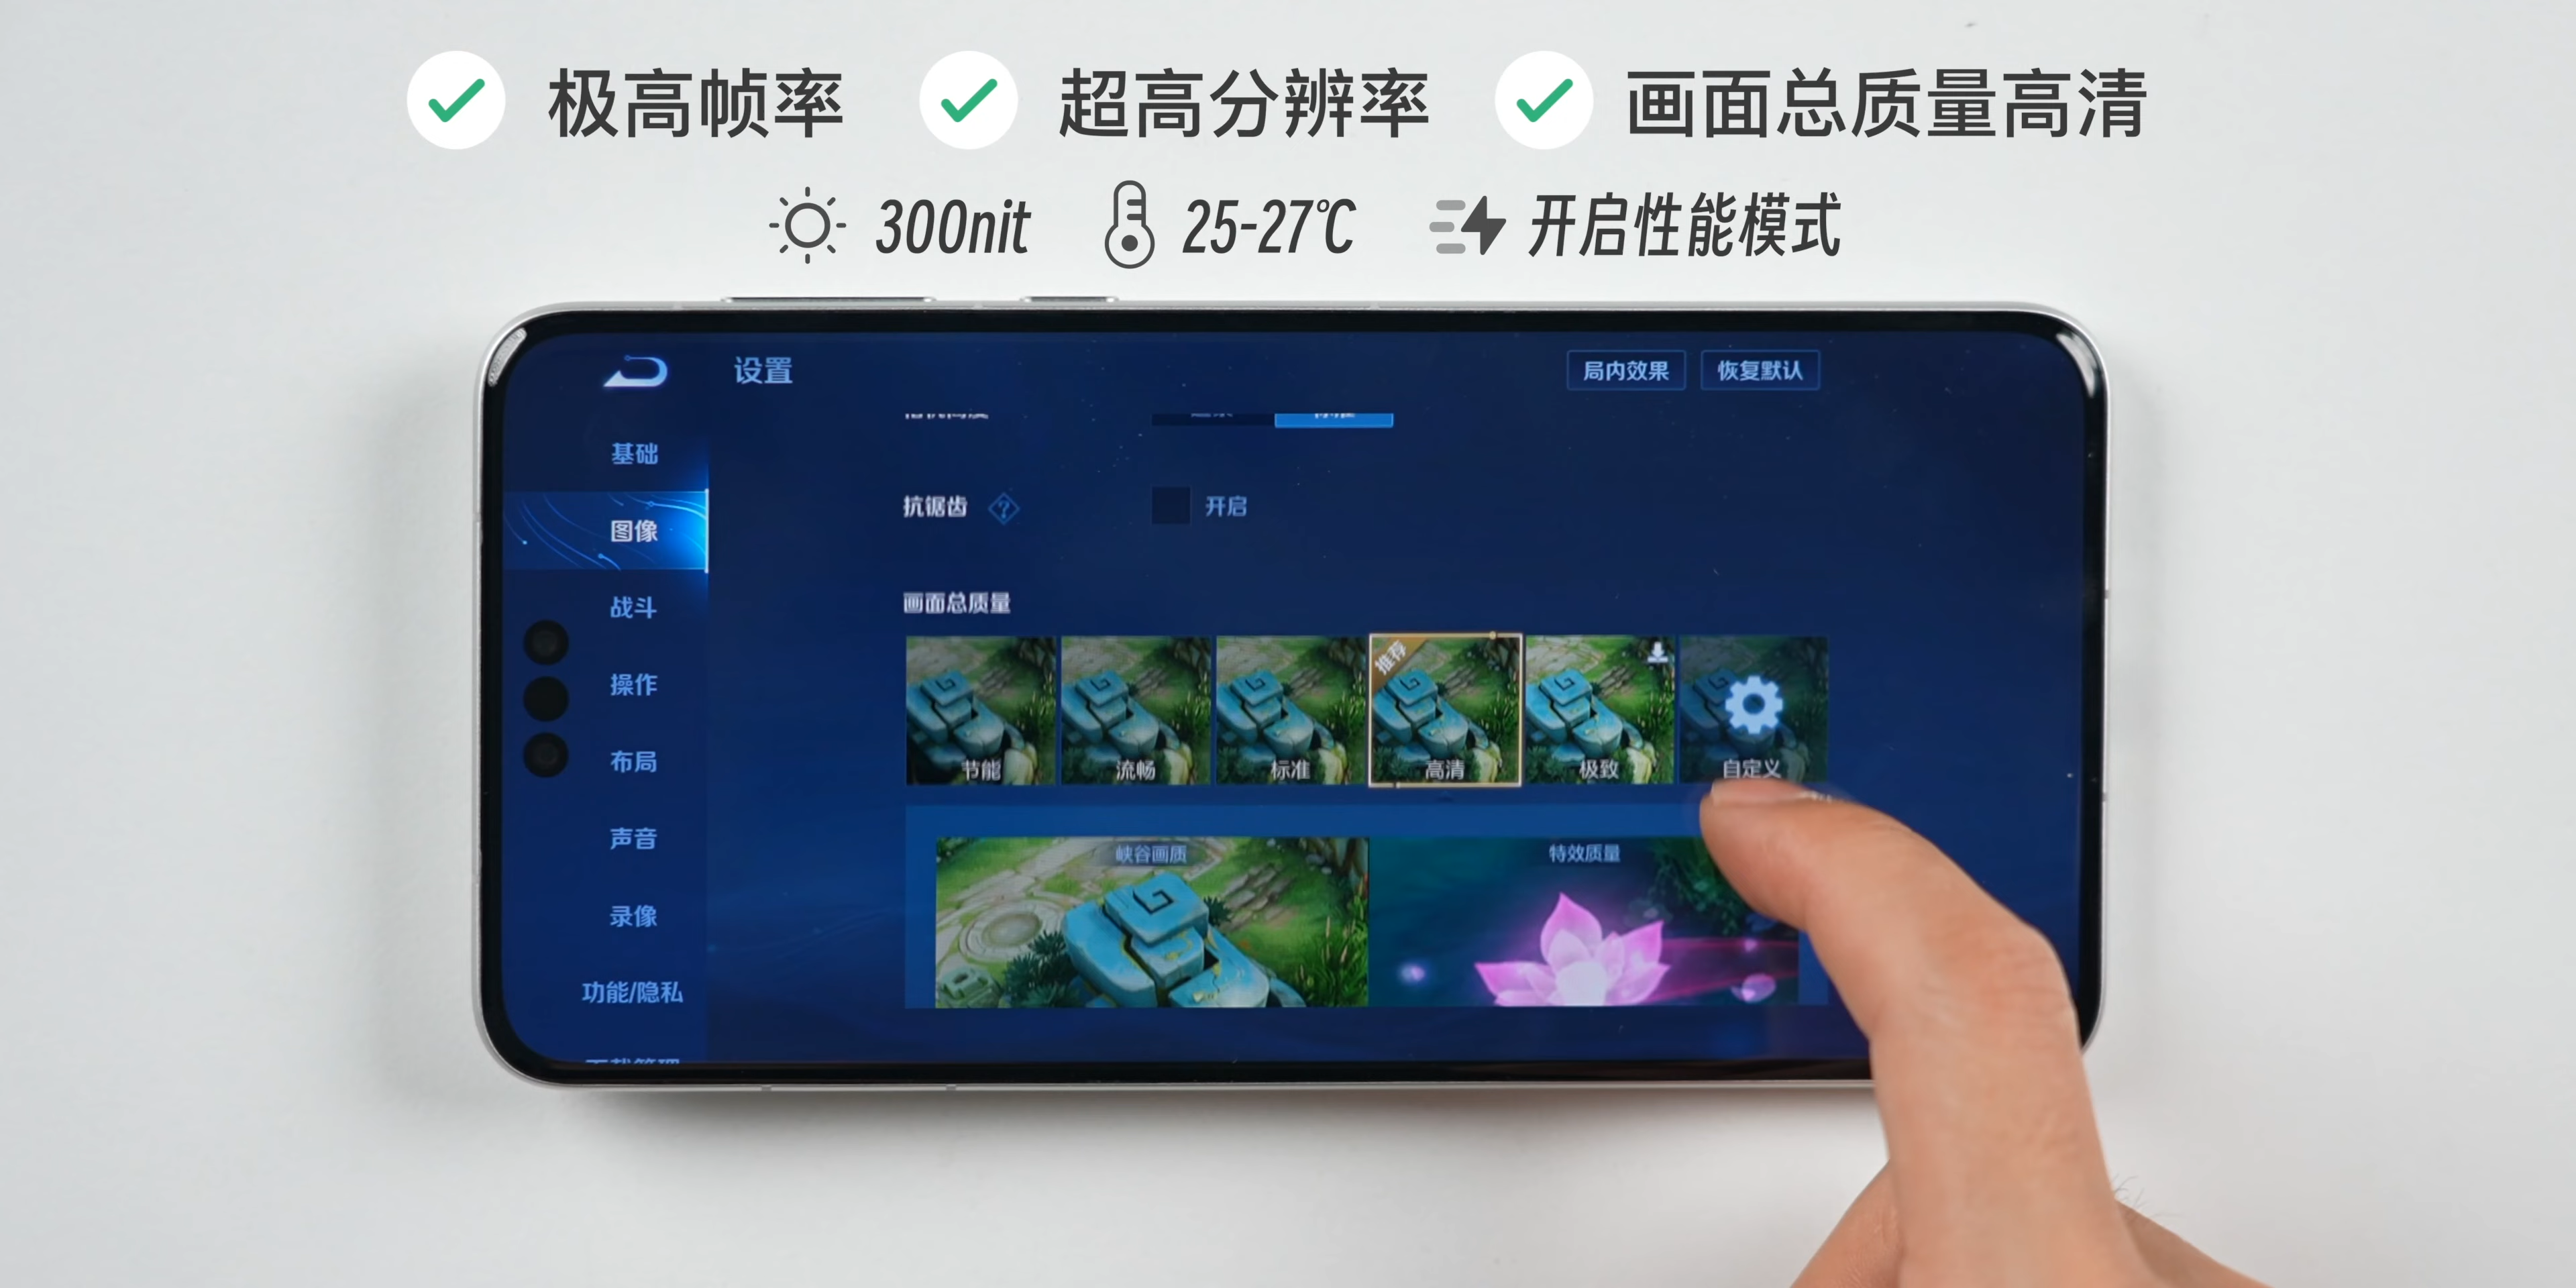 极高帧率 超高分辨率 画面总质量高清
300nit 25-27℃ 开启性能模式
设置 局内效果 恢复默认
基础
图像
战斗
操作
布局
声音
录像
功能/隐私
抗锯齿 ? 开启
画面总质量
推荐
节能 流畅 标准 高清 极致 自定义
峡谷画质 特效质量